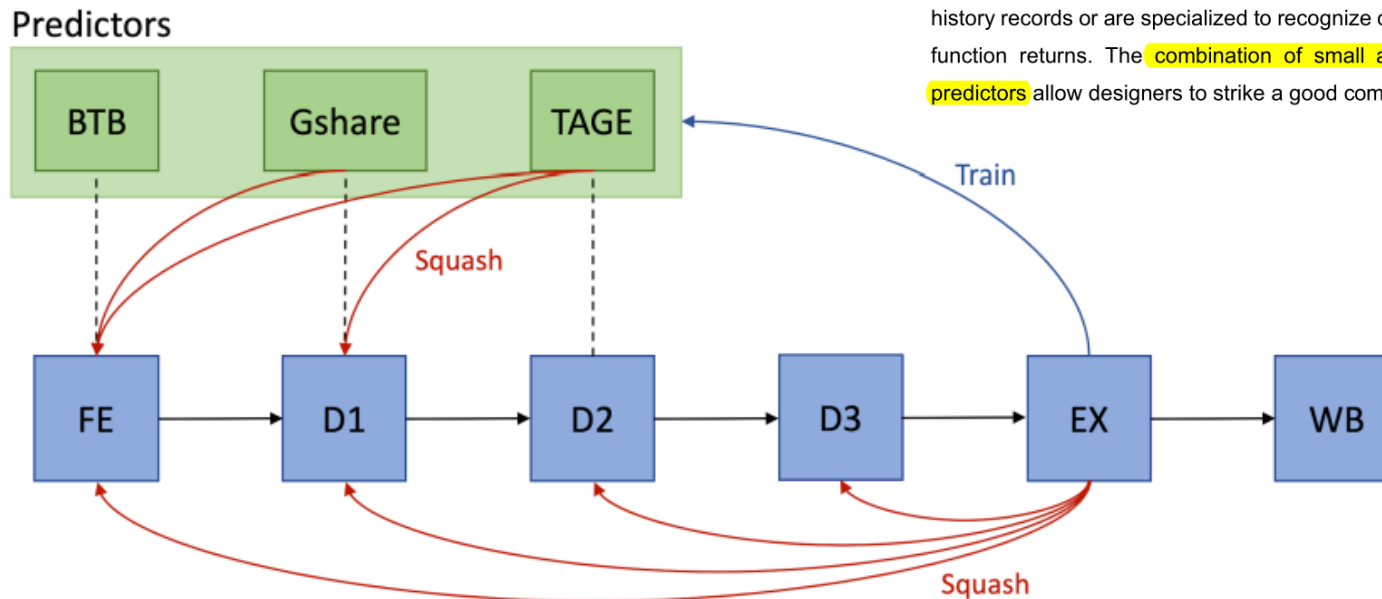 Predictors
history records or are specialized to recognize
function returns. The combination of small
predictors allow designers to strike a good
BTB
Gshare
TAGE
Train
Squash
FE
D1
D2
D3
EX
WB
Squash